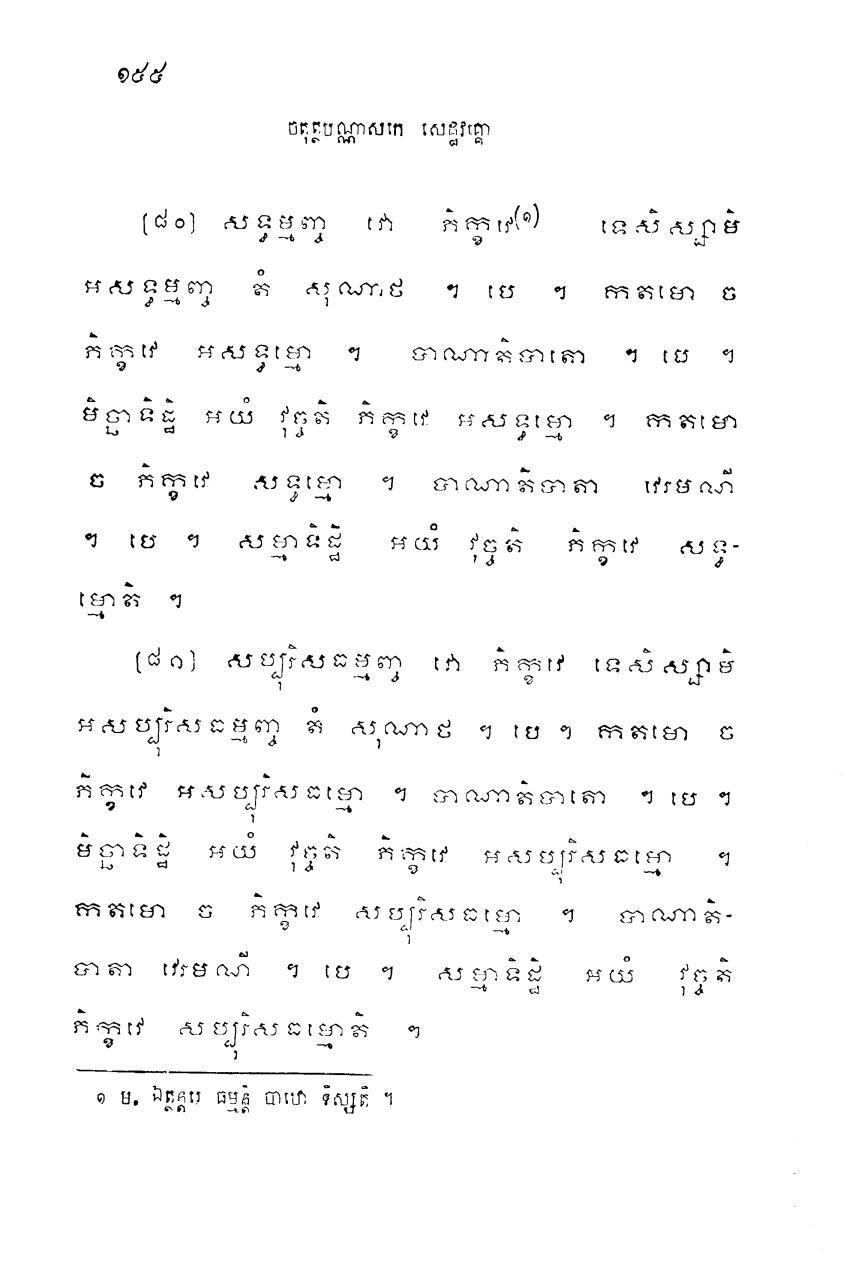 ១៥៥
ចតុត្ថបណ្ណាសកេ សេដ្ឋវគ្គោ
[៨០] សទ្ធម្មញ្ច វោ ភិក្ខវេ(១) ទេសិស្សាមិ
អសទ្ធម្មញ្ច តំ សុណាថ ។ បេ ។ កតមោ ច
ភិក្ខវេ អសទ្ធម្មោ ។ បាណាតិបាតោ ។ បេ ។
មិច្ឆាទិដ្ឋិ អយំ វុច្ចតិ ភិក្ខវេ អសទ្ធម្មោ ។ កតមោ
ច ភិក្ខវេ សទ្ធម្មោ ។ បាណាតិបាតា វេរមណី
។ បេ ។ សម្មាទិដ្ឋិ អយំ វុច្ចតិ ភិក្ខវេ សទ្ធ-
ម្មោតិ ។
[៨១] សប្បុរិសធម្មញ្ច វោ ភិក្ខវេ ទេសិស្សាមិ
អសប្បុរិសធម្មញ្ច តំ សុណាថ ។ បេ ។ កតមោ ច
ភិក្ខវេ អសប្បុរិសធម្មោ ។ បាណាតិបាតោ ។ បេ ។
មិច្ឆាទិដ្ឋិ អយំ វុច្ចតិ ភិក្ខវេ អសប្បុរិសធម្មោ ។
កតមោ ច ភិក្ខវេ សប្បុរិសធម្មោ ។ បាណាតិ-
បាតា វេរមណី ។ បេ ។ សម្មាទិដ្ឋិ អយំ វុច្ចតិ
ភិក្ខវេ សប្បុរិសធម្មោតិ ។
១ ម. ឯត្ថន្តរេ ធម្មន្តិ បាឋោ ទិស្សតិ ។